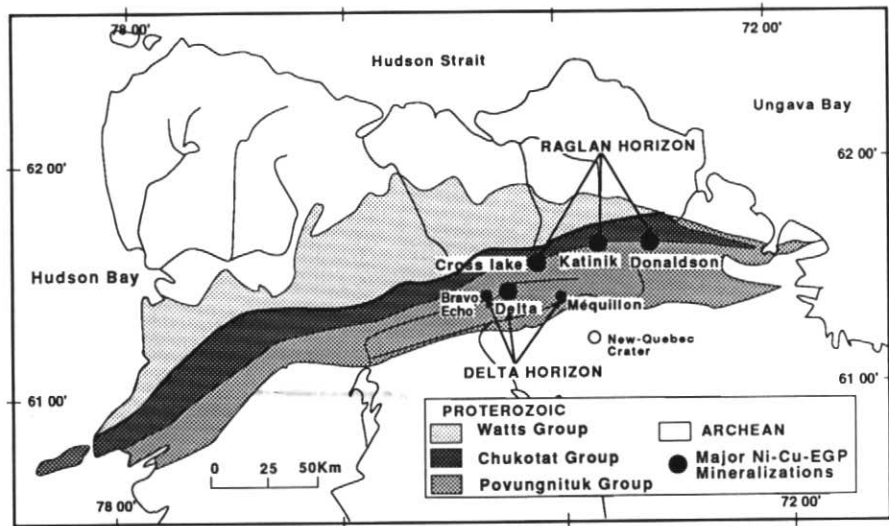 78 00'
72 00'
Hudson Strait
Ungava Bay
RAGLAN HORIZON
62 00'
62 00'
Hudson Bay
Cross lake
Katinik
Donaldson
Bravo
Echo
Delta
Méquillon
New-Quebec
Crater
DELTA HORIZON
61 00'
61 00'
PROTEROZOIC
Watts Group
Chukotat Group
Povungnituk Group
ARCHEAN
Major Ni-Cu-EGP
Mineralizations
0 25 50Km
78 00'
72 00'